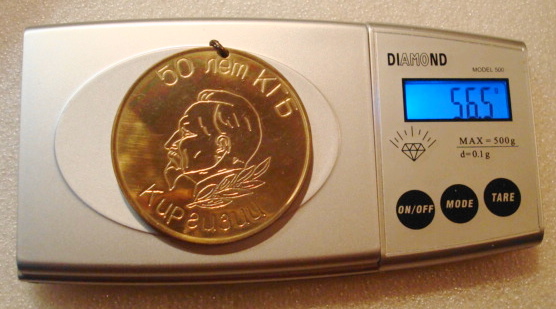 50 лет КГБ
Киргизии
DIAMOND
MODEL 500
56.5
MAX = 500g
d=0.1g
ON/OFF
MODE
TARE